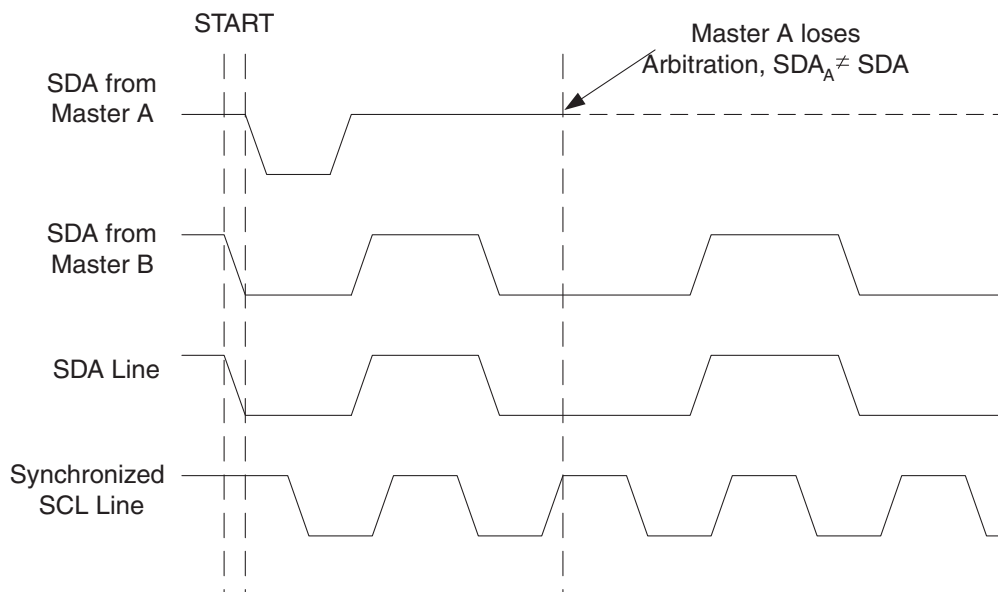 START
Master A loses
Arbitration, SDA_A ≠ SDA
SDA from
Master A
SDA from
Master B
SDA Line
Synchronized
SCL Line